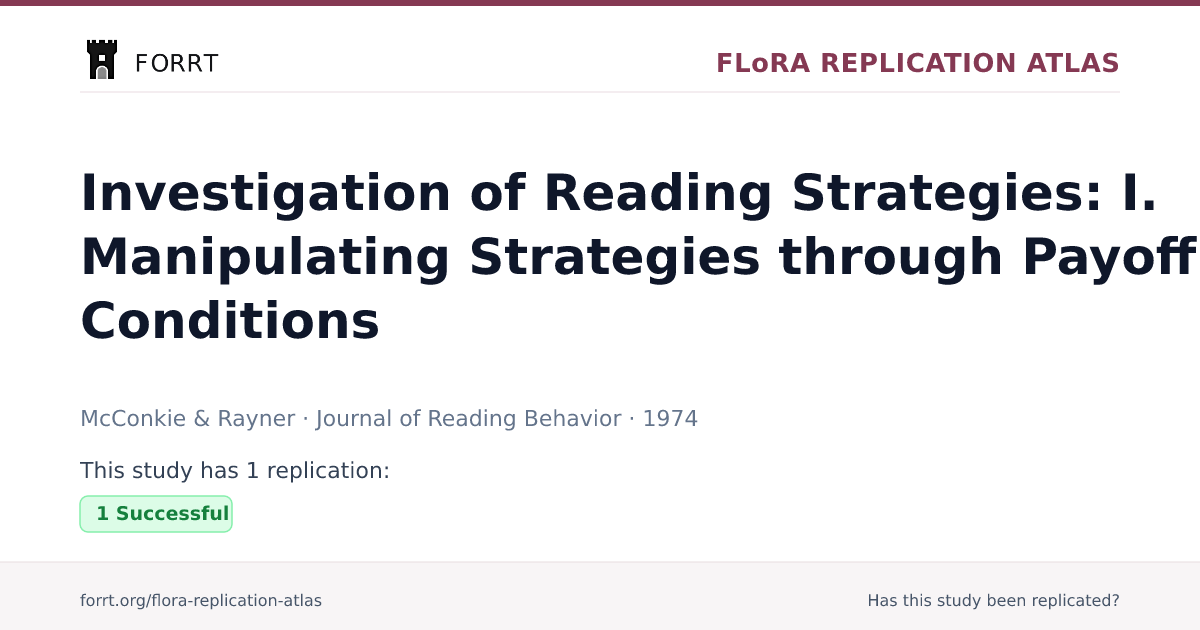 FORRT
FLoRA REPLICATION ATLAS
Investigation of Reading Strategies: I.
Manipulating Strategies through Payoff
Conditions
McConkie & Rayner · Journal of Reading Behavior · 1974
This study has 1 replication:
1 Successful
forrt.org/flora-replication-atlas
Has this study been replicated?